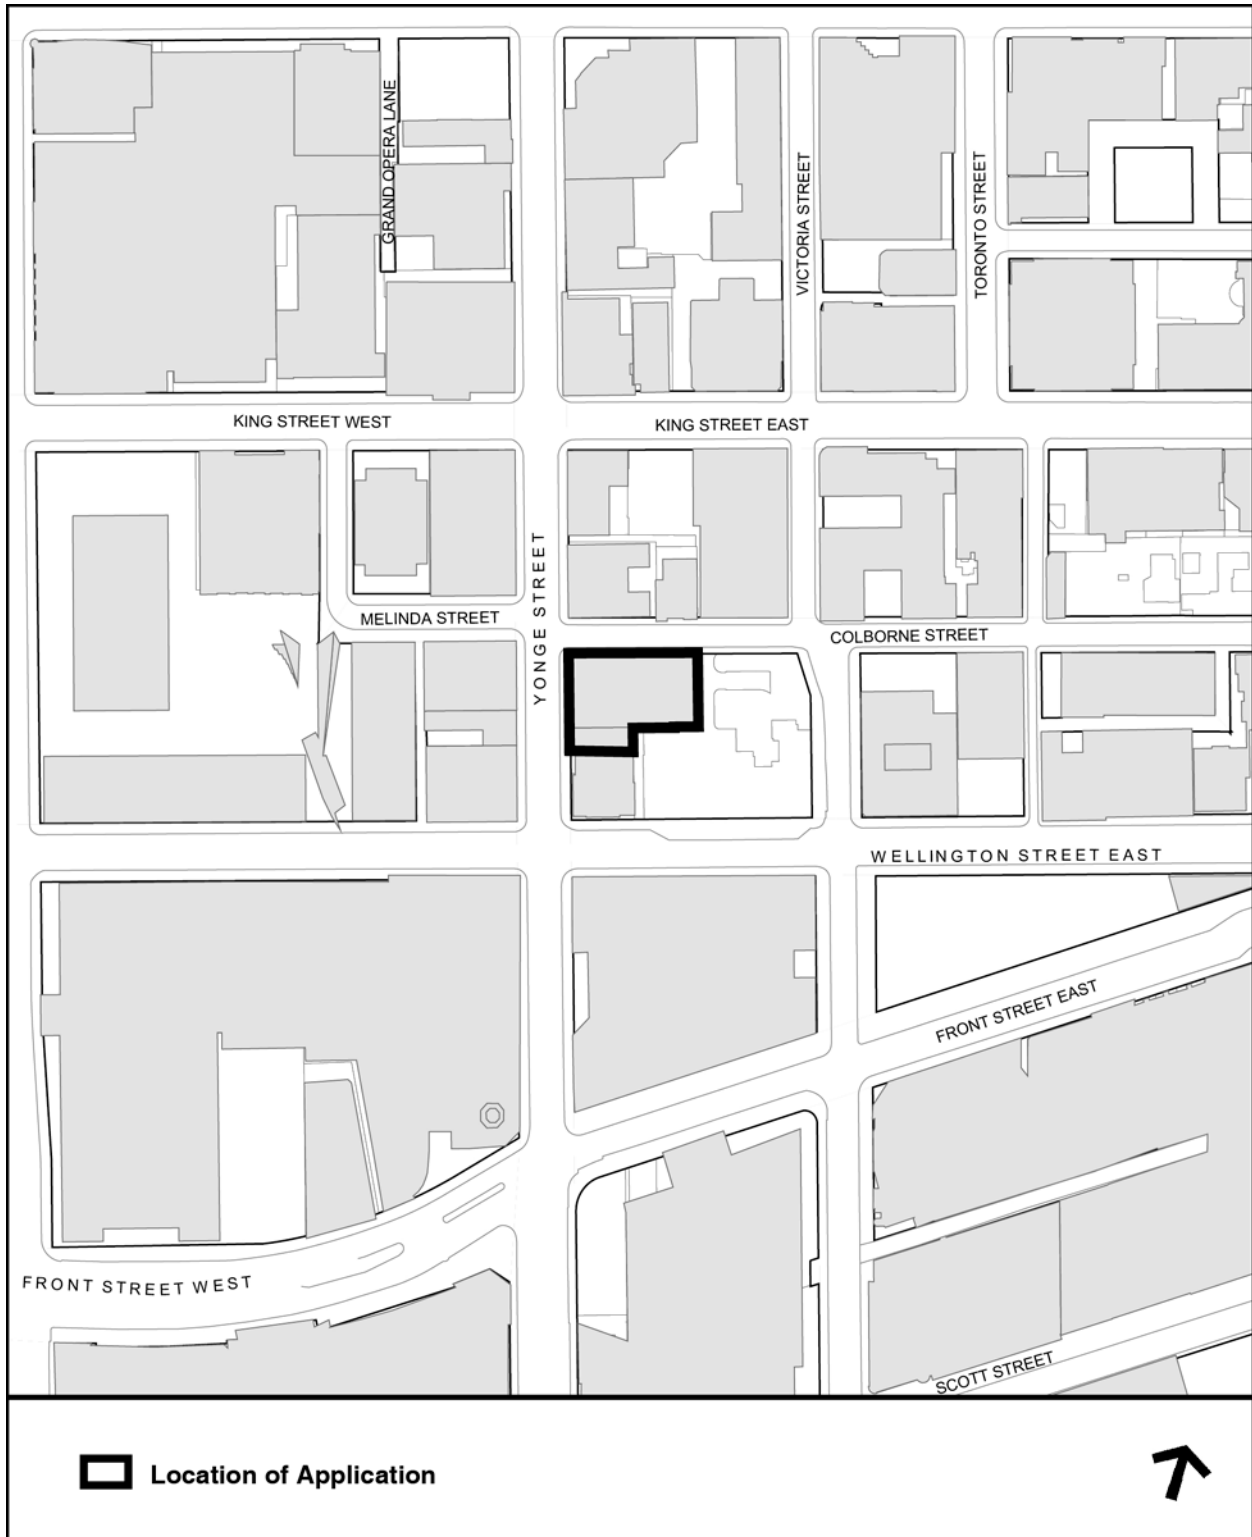 GRAND OPERA LANE
VICTORIA STREET
TORONTO STREET
KING STREET WEST
KING STREET EAST
YONGE STREET
MELINDA STREET
COLBORNE STREET
WELLINGTON STREET EAST
FRONT STREET EAST
FRONT STREET WEST
SCOTT STREET
Location of Application